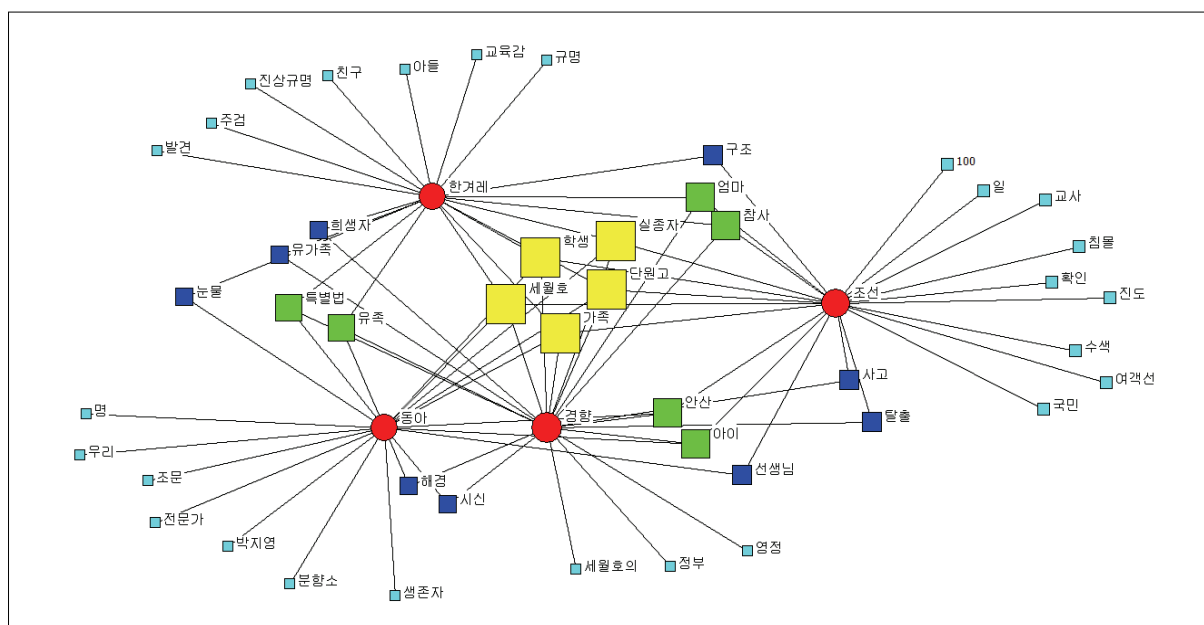 교육감
규명
아들
친구
진상규명
주검
발견
구조
100
엄마
일
한겨레
교사
참사
희생자
실종자
학생
침몰
유가족
단원고
확인
세월호
조선
진도
눈물
특별법
유족
가족
수색
사고
여객선
안산
국민
명
동아
경향
탈출
아이
우리
조문
선생님
해경
시신
전문가
박지영
영정
분향소
세월호의
정부
생존자